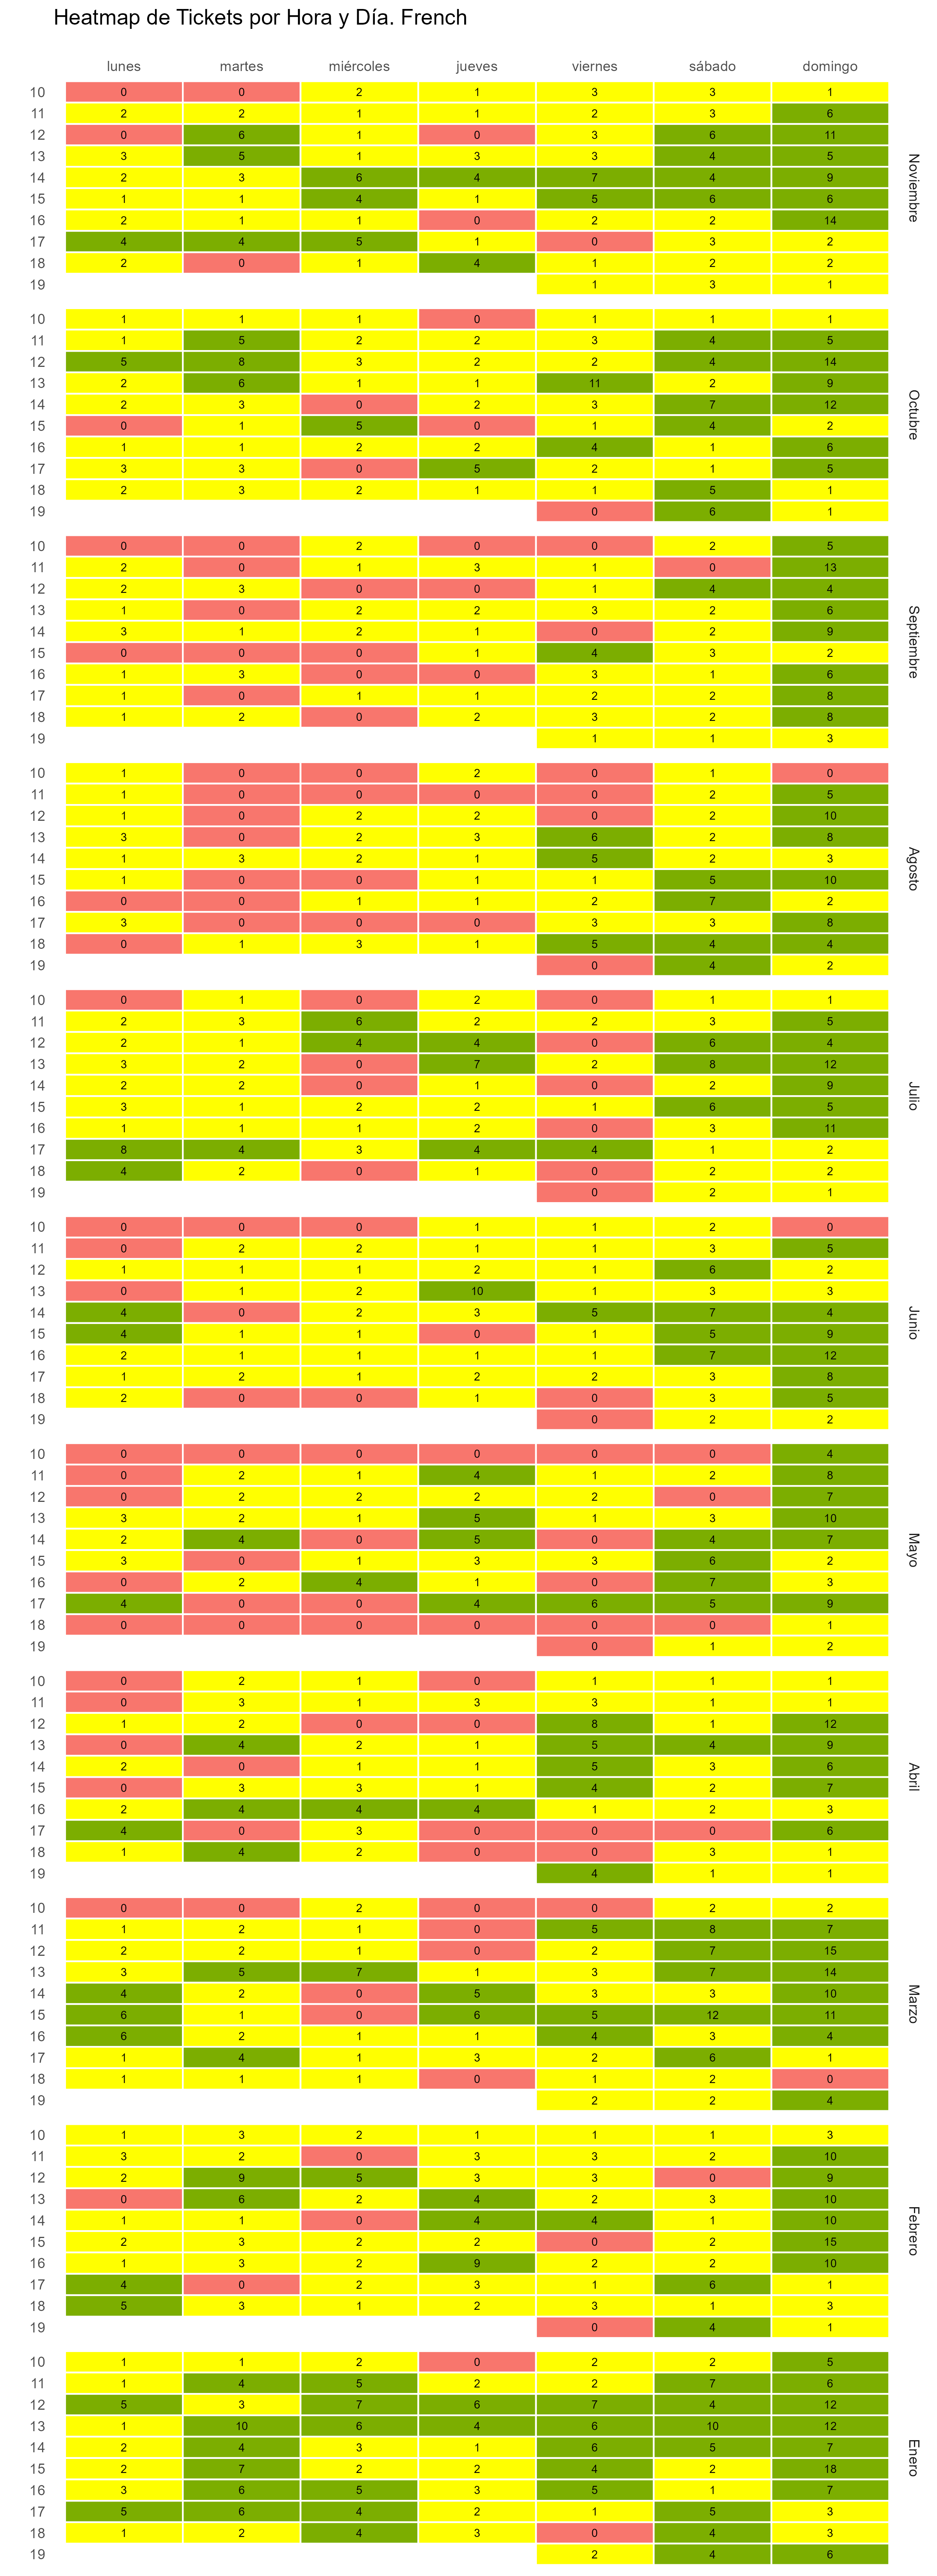 Heatmap de Tickets por Hora y Día. French
lunes martes miércoles jueves viernes sábado domingo
10 0 0 2 1 3 3 1
11 2 2 1 1 2 3 6
12 0 6 1 0 3 6 11
13 3 5 1 3 3 4 5
14 2 3 6 4 7 4 9
Noviembre
15 1 1 4 1 5 6 6
16 2 1 1 0 2 2 14
17 4 4 5 1 0 3 2
18 2 0 1 4 1 2 2
19 1 3 1
10 1 1 1 0 1 1 1
11 1 5 2 2 3 4 5
12 5 8 3 2 2 4 14
13 2 6 1 1 11 2 9
14 2 3 0 2 3 7 12
Octubre
15 0 1 5 0 1 4 2
16 1 1 2 2 4 1 6
17 3 3 0 5 2 1 5
18 2 3 2 1 1 5 1
19 0 6 1
10 0 0 2 0 0 2 5
11 2 0 1 3 1 0 13
12 2 3 0 0 1 4 4
13 1 0 2 2 3 2 6
14 3 1 2 1 0 2 9
Septiembre
15 0 0 0 1 4 3 2
16 1 3 0 0 3 1 6
17 1 0 1 1 2 2 8
18 1 2 0 2 3 2 8
19 1 1 3
10 1 0 0 2 0 1 0
11 1 0 0 0 0 2 5
12 1 0 2 2 0 2 10
13 3 0 2 3 6 2 8
14 1 3 2 1 5 2 3
Agosto
15 1 0 0 1 1 5 10
16 0 0 1 1 2 7 2
17 3 0 0 0 3 3 8
18 0 1 3 1 5 4 4
19 0 4 2
10 0 1 0 2 0 1 1
11 2 3 6 2 2 3 5
12 2 1 4 4 0 6 4
13 3 2 0 7 2 8 12
14 2 2 0 1 0 2 9
Julio
15 3 1 2 2 1 6 5
16 1 1 1 2 0 3 11
17 8 4 3 4 4 1 2
18 4 2 0 1 0 2 2
19 0 2 1
10 0 0 0 1 1 2 0
11 0 2 2 1 1 3 5
12 1 1 1 2 1 6 2
13 0 1 2 10 1 3 3
14 4 0 2 3 5 7 4
Junio
15 4 1 1 0 1 5 9
16 2 1 1 1 1 7 12
17 1 2 1 2 2 3 8
18 2 0 0 1 0 3 5
19 0 2 2
10 0 0 0 0 0 0 4
11 0 2 1 4 1 2 8
12 0 2 2 2 2 0 7
13 3 2 1 5 1 3 10
14 2 4 0 5 0 4 7
Mayo
15 3 0 1 3 3 6 2
16 0 2 4 1 0 7 3
17 4 0 0 4 6 5 9
18 0 0 0 0 0 0 1
19 0 1 2
10 0 2 1 0 1 1 1
11 0 3 1 3 3 1 1
12 1 2 0 0 8 1 12
13 0 4 2 1 5 4 9
14 2 0 1 1 5 3 6
Abril
15 0 3 3 1 4 2 7
16 2 4 4 4 1 2 3
17 4 0 3 0 0 0 6
18 1 4 2 0 0 3 1
19 4 1 1
10 0 0 2 0 0 2 2
11 1 2 1 0 5 8 7
12 2 2 1 0 2 7 15
13 3 5 7 1 3 7 14
14 4 2 0 5 3 3 10
Marzo
15 6 1 0 6 5 12 11
16 6 2 1 1 4 3 4
17 1 4 1 3 2 6 1
18 1 1 1 0 1 2 0
19 2 2 4
10 1 3 2 1 1 1 3
11 3 2 0 3 3 2 10
12 2 9 5 3 3 0 9
13 0 6 2 4 2 3 10
14 1 1 0 4 4 1 10
Febrero
15 2 3 2 2 0 2 15
16 1 3 2 9 2 2 10
17 4 0 2 3 1 6 1
18 5 3 1 2 3 1 3
19 0 4 1
10 1 1 2 0 2 2 5
11 1 4 5 2 2 7 6
12 5 3 7 6 7 4 12
13 1 10 6 4 6 10 12
14 2 4 3 1 6 5 7
Enero
15 2 7 2 2 4 2 18
16 3 6 5 3 5 1 7
17 5 6 4 2 1 5 3
18 1 2 4 3 0 4 3
19 2 4 6